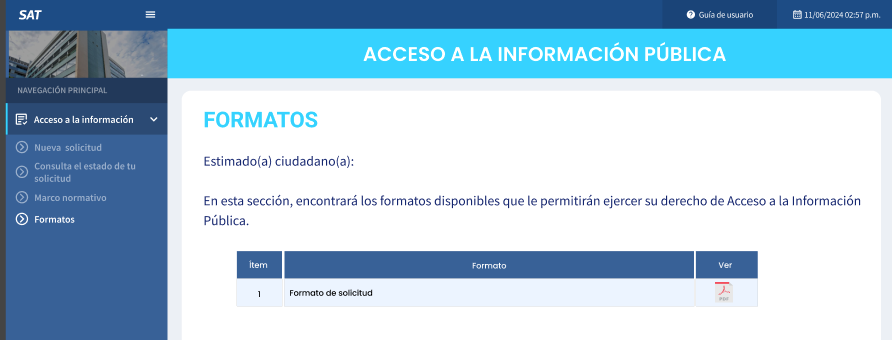 SAT
Guía de usuario
11/06/2024 02:57 p.m.
ACCESO A LA INFORMACIÓN PÚBLICA
NAVEGACIÓN PRINCIPAL
Acceso a la información
Nueva solicitud
Consulta el estado de tu
solicitud
Marco normativo
Formatos
FORMATOS
Estimado(a) ciudadano(a):
En esta sección, encontrará los formatos disponibles que le permitirán ejercer su derecho de Acceso a la Información
Pública.
Ítem Formato Ver
1 Formato de solicitud PDF